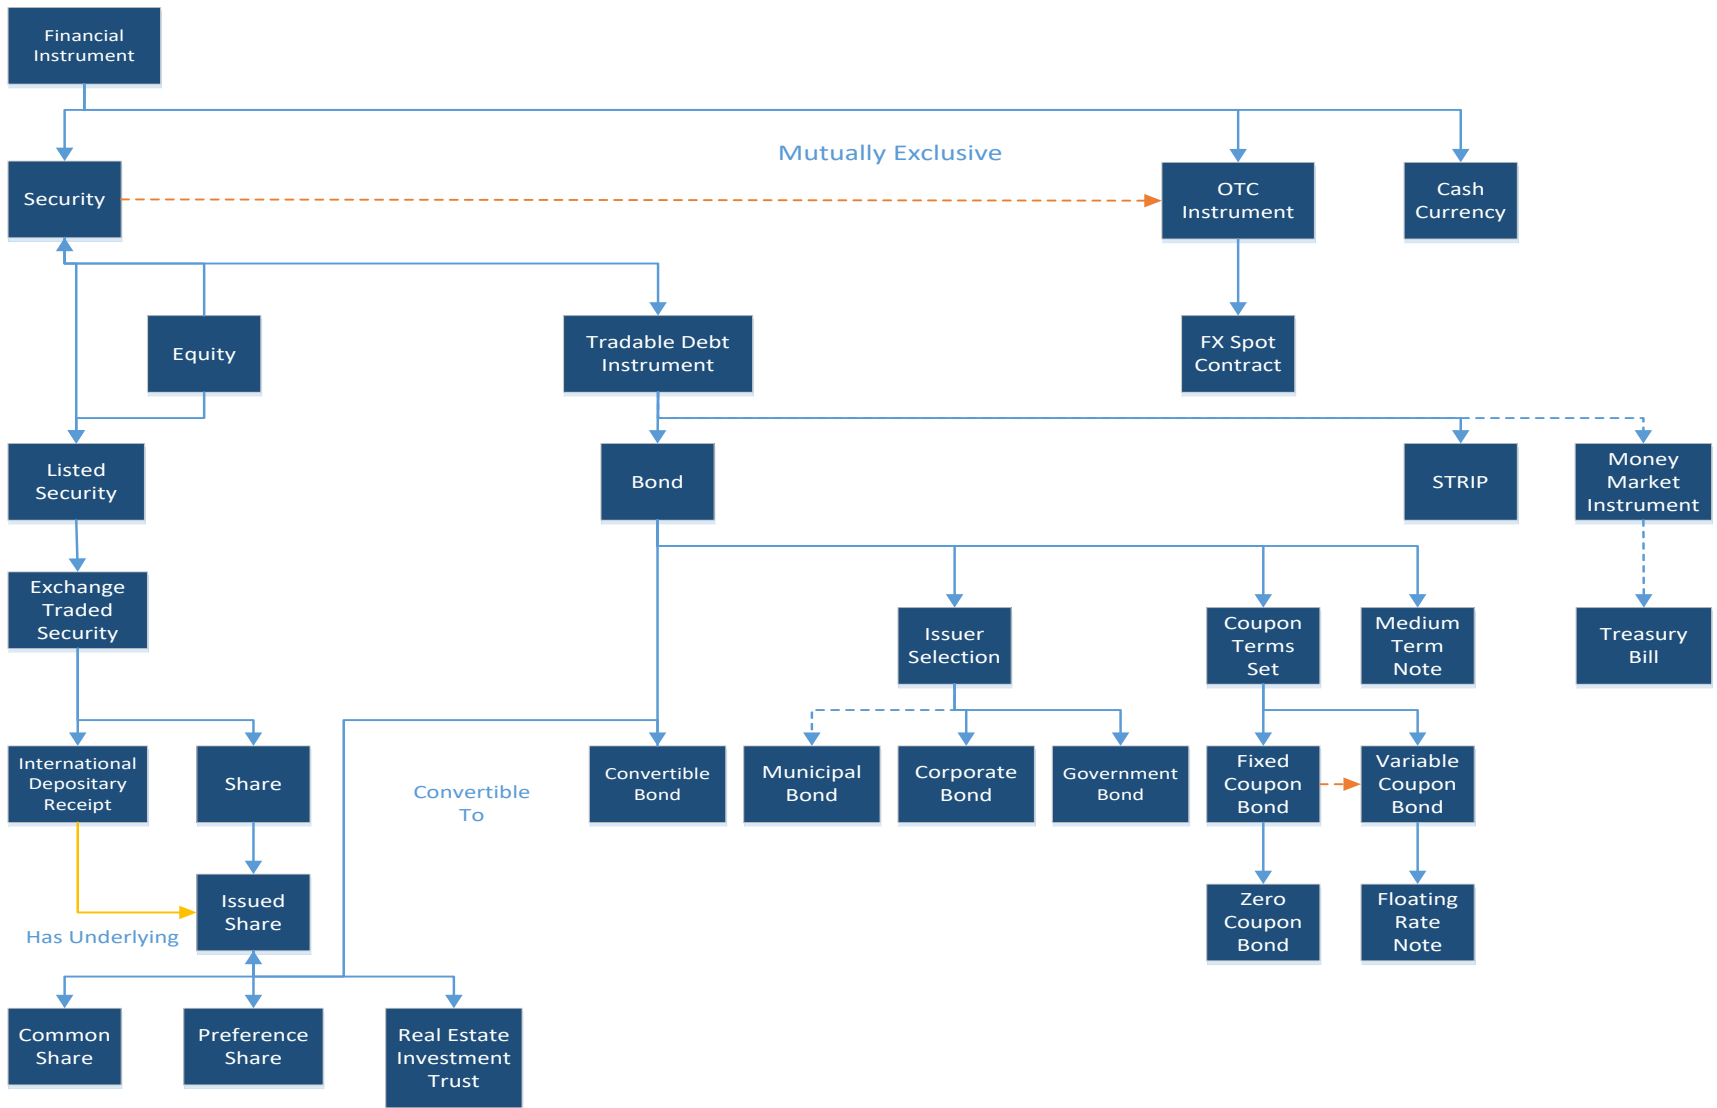 Financial
Instrument
Mutually Exclusive
Security
OTC
Instrument
Cash
Currency
Equity
Tradable Debt
Instrument
FX Spot
Contract
Listed
Security
Bond
STRIP
Money
Market
Instrument
Exchange
Traded
Security
Issuer
Selection
Coupon
Terms
Set
Medium
Term
Note
Treasury
Bill
International
Depositary
Receipt
Share
Convertible
To
Convertible
Bond
Municipal
Bond
Corporate
Bond
Government
Bond
Fixed
Coupon
Bond
Variable
Coupon
Bond
Issued
Share
Has Underlying
Zero
Coupon
Bond
Floating
Rate
Note
Common
Share
Preference
Share
Real Estate
Investment
Trust